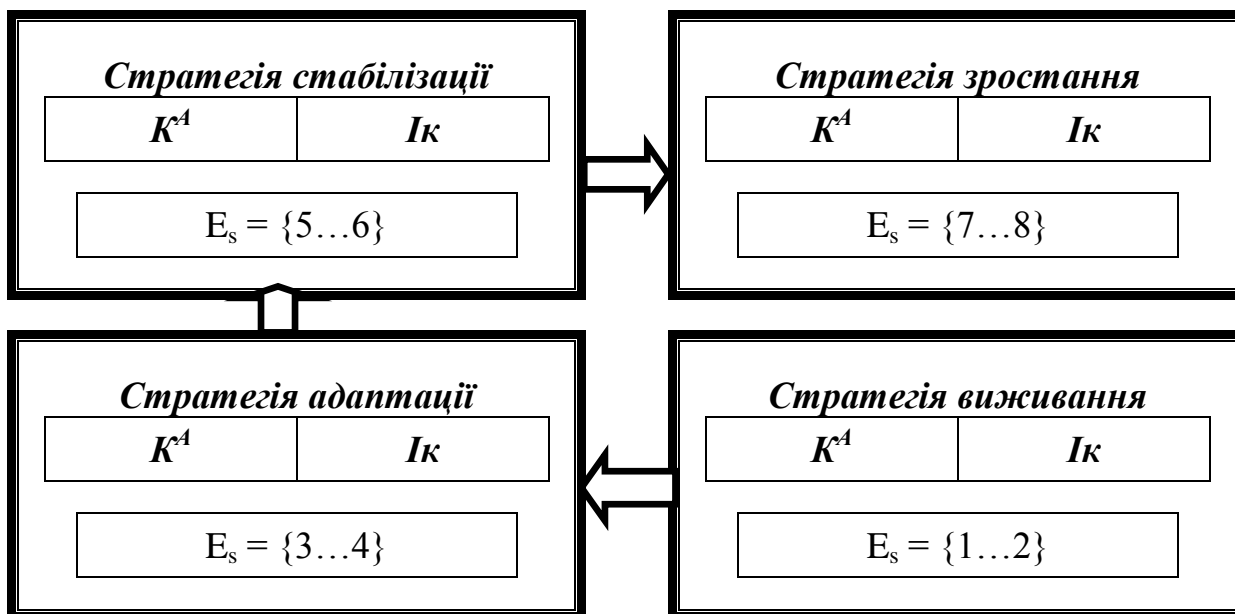 Стратегія стабілізації
К^А Ік
E_s = {5…6}
Стратегія зростання
К^А Ік
E_s = {7…8}
Стратегія адаптації
К^А Ік
E_s = {3…4}
Стратегія виживання
К^А Ік
E_s = {1…2}